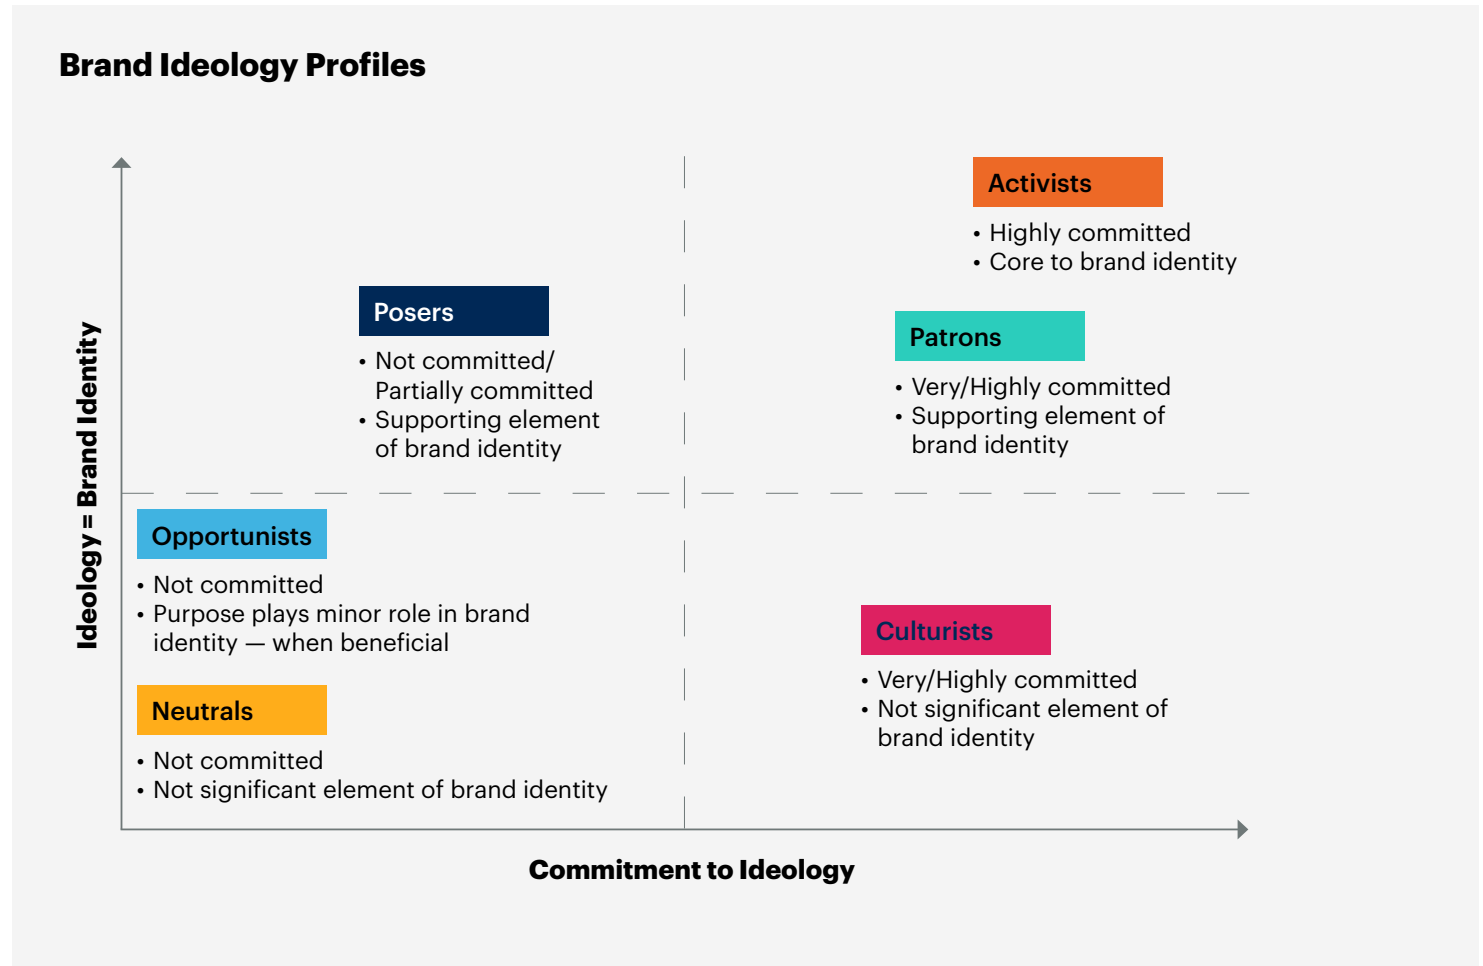 Brand Ideology Profiles
Ideology = Brand Identity
Activists
• Highly committed
• Core to brand identity
Posers
• Not committed/
Partially committed
• Supporting element
of brand identity
Patrons
• Very/Highly committed
• Supporting element of
brand identity
Opportunists
• Not committed
• Purpose plays minor role in brand
identity — when beneficial
Culturists
• Very/Highly committed
• Not significant element of
brand identity
Neutrals
• Not committed
• Not significant element of brand identity
Commitment to Ideology